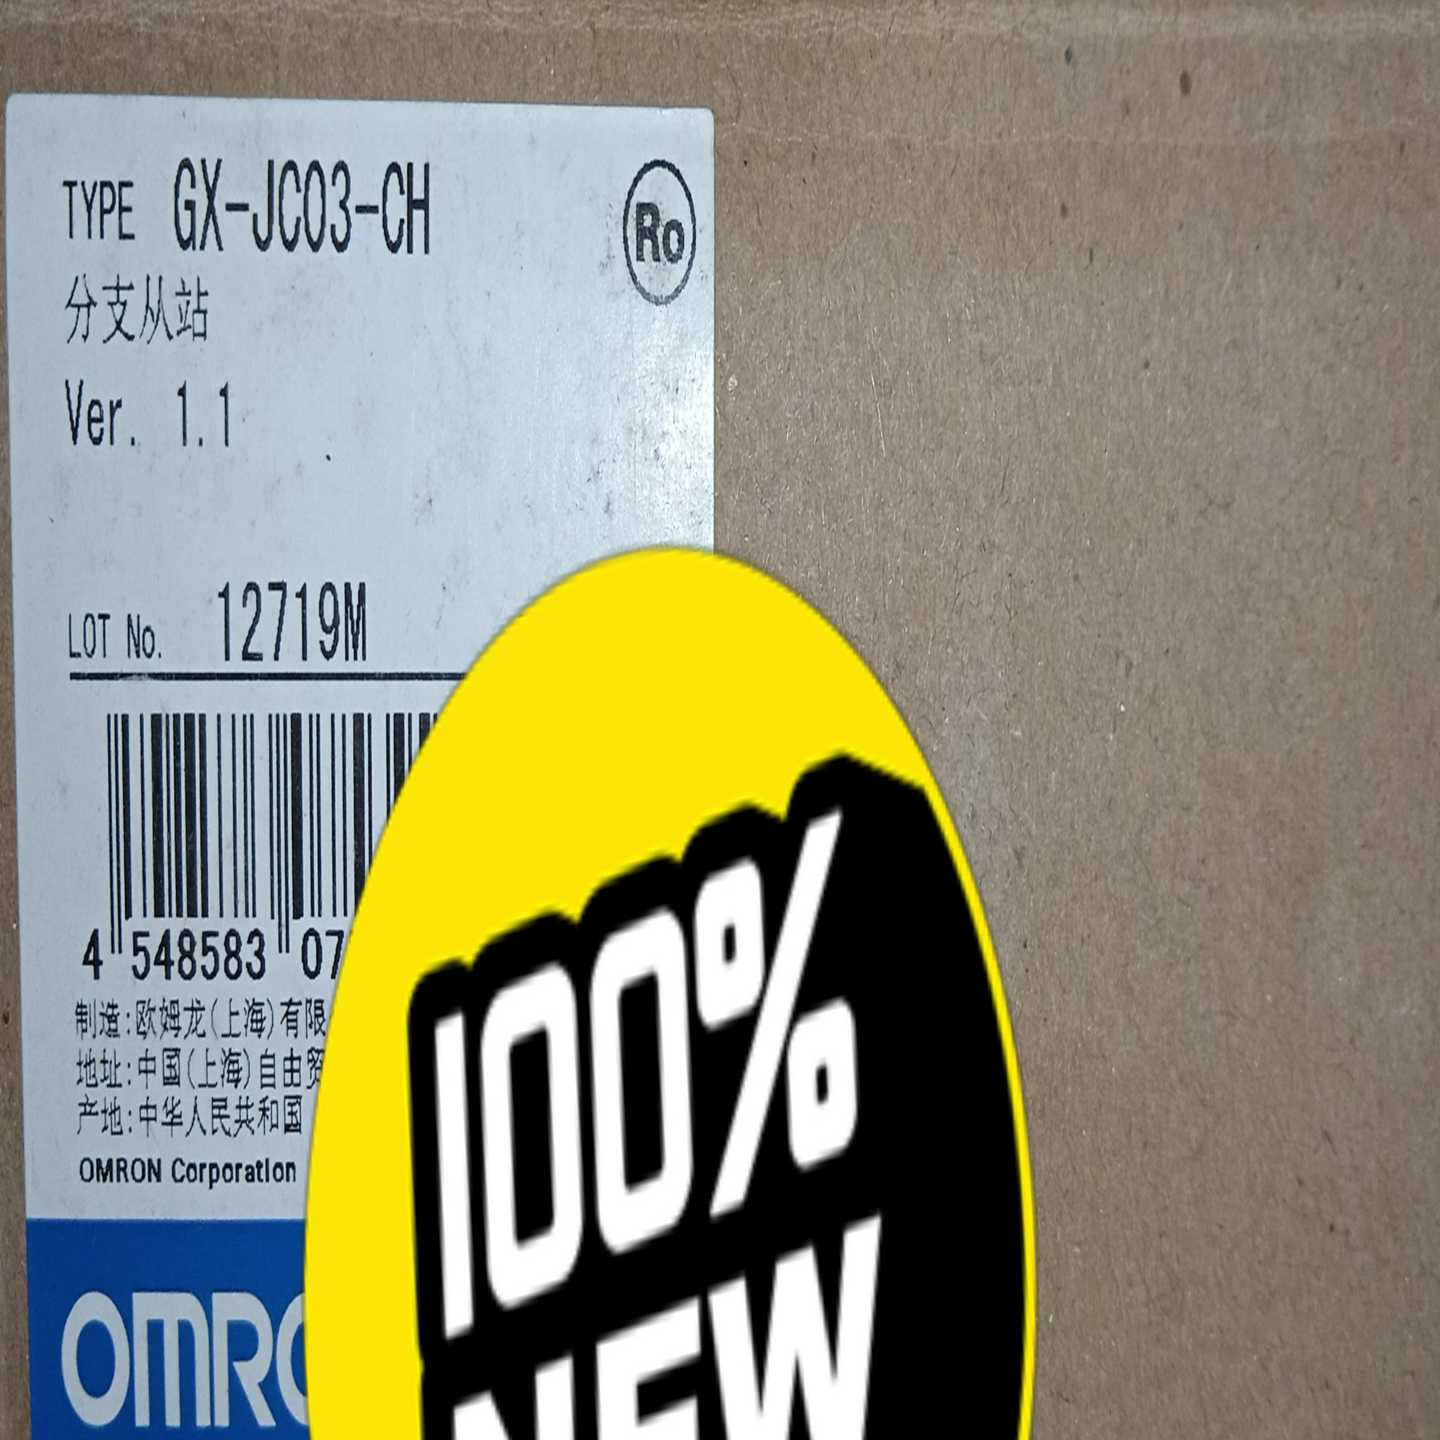 TYPE GX-JC03-CH
Ro
分支从站
Ver. 1.1
LOT No. 12719M
4 548583 07
制造:欧姆龙(上海)有限
地址:中国(上海)自由贸
产地:中华人民共和国
OMRON Corporation
OMRO
100%
NEW